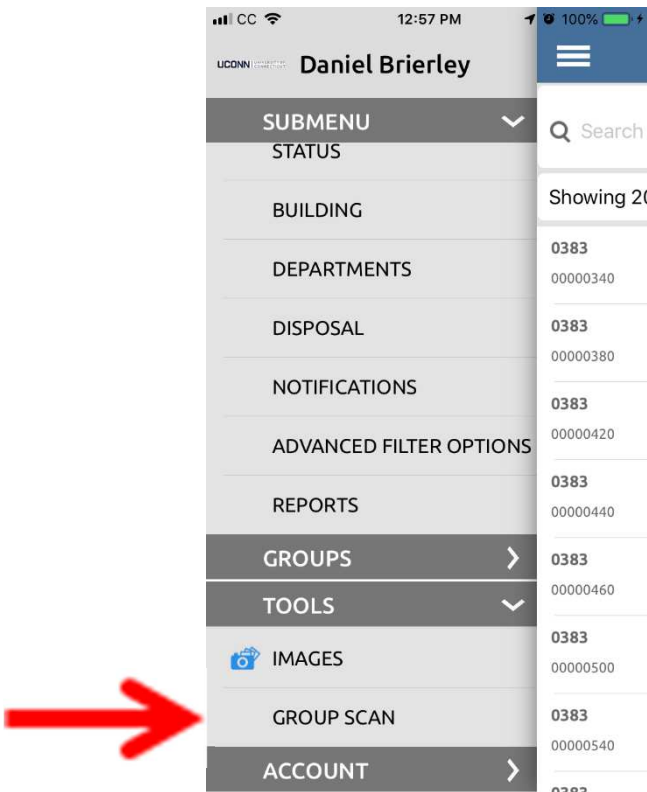 CC 12:57 PM 100%
UCONN Daniel Brierley
SUBMENU
STATUS
BUILDING
DEPARTMENTS
DISPOSAL
NOTIFICATIONS
ADVANCED FILTER OPTIONS
REPORTS
GROUPS
TOOLS
IMAGES
GROUP SCAN
ACCOUNT
Search
Showing 20
0383
00000340
0383
00000380
0383
00000420
0383
00000440
0383
00000460
0383
00000500
0383
00000540
0383